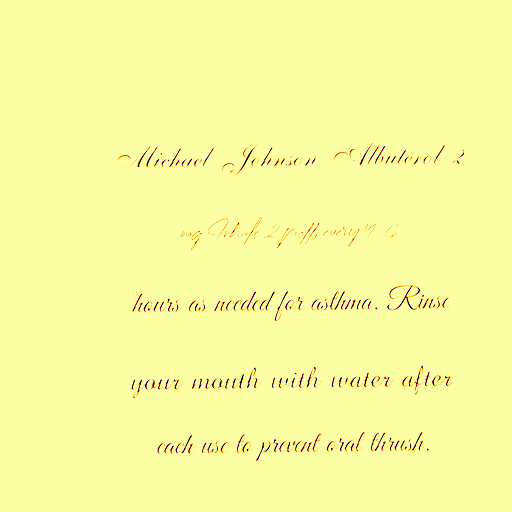 Michael Johnson Albuterol 2
mg Inhale 2 puffs every 4-6
hours as needed for asthma. Rinse
your mouth with water after
each use to prevent oral thrush.